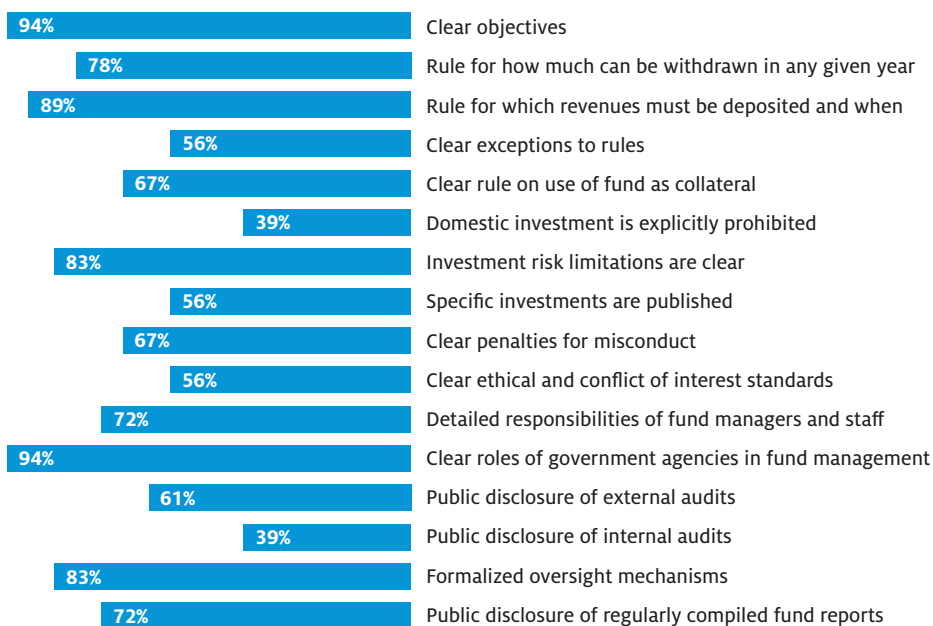 94% Clear objectives
78% Rule for how much can be withdrawn in any given year
89% Rule for which revenues must be deposited and when
56% Clear exceptions to rules
67% Clear rule on use of fund as collateral
39% Domestic investment is explicitly prohibited
83% Investment risk limitations are clear
56% Specific investments are published
67% Clear penalties for misconduct
56% Clear ethical and conflict of interest standards
72% Detailed responsibilities of fund managers and staff
94% Clear roles of government agencies in fund management
61% Public disclosure of external audits
39% Public disclosure of internal audits
83% Formalized oversight mechanisms
72% Public disclosure of regularly compiled fund reports